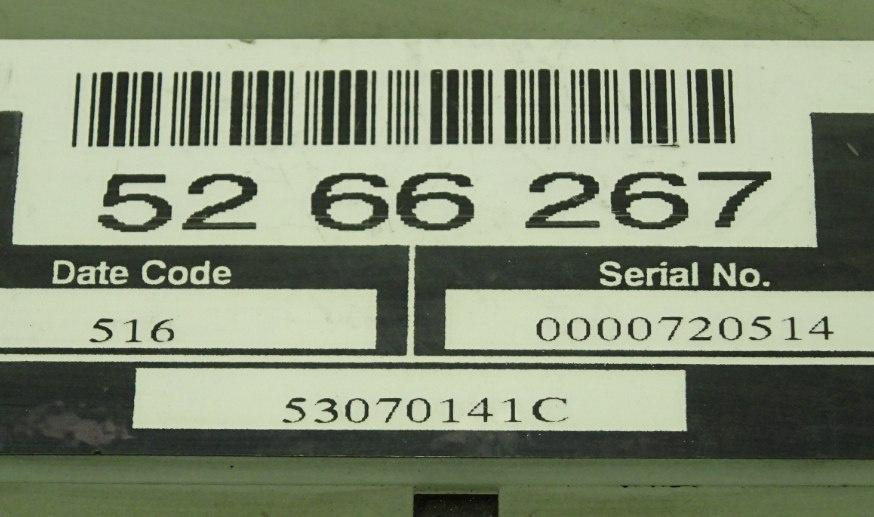 52 66 267
Date Code
Serial No.
516
0000720514
53070141C